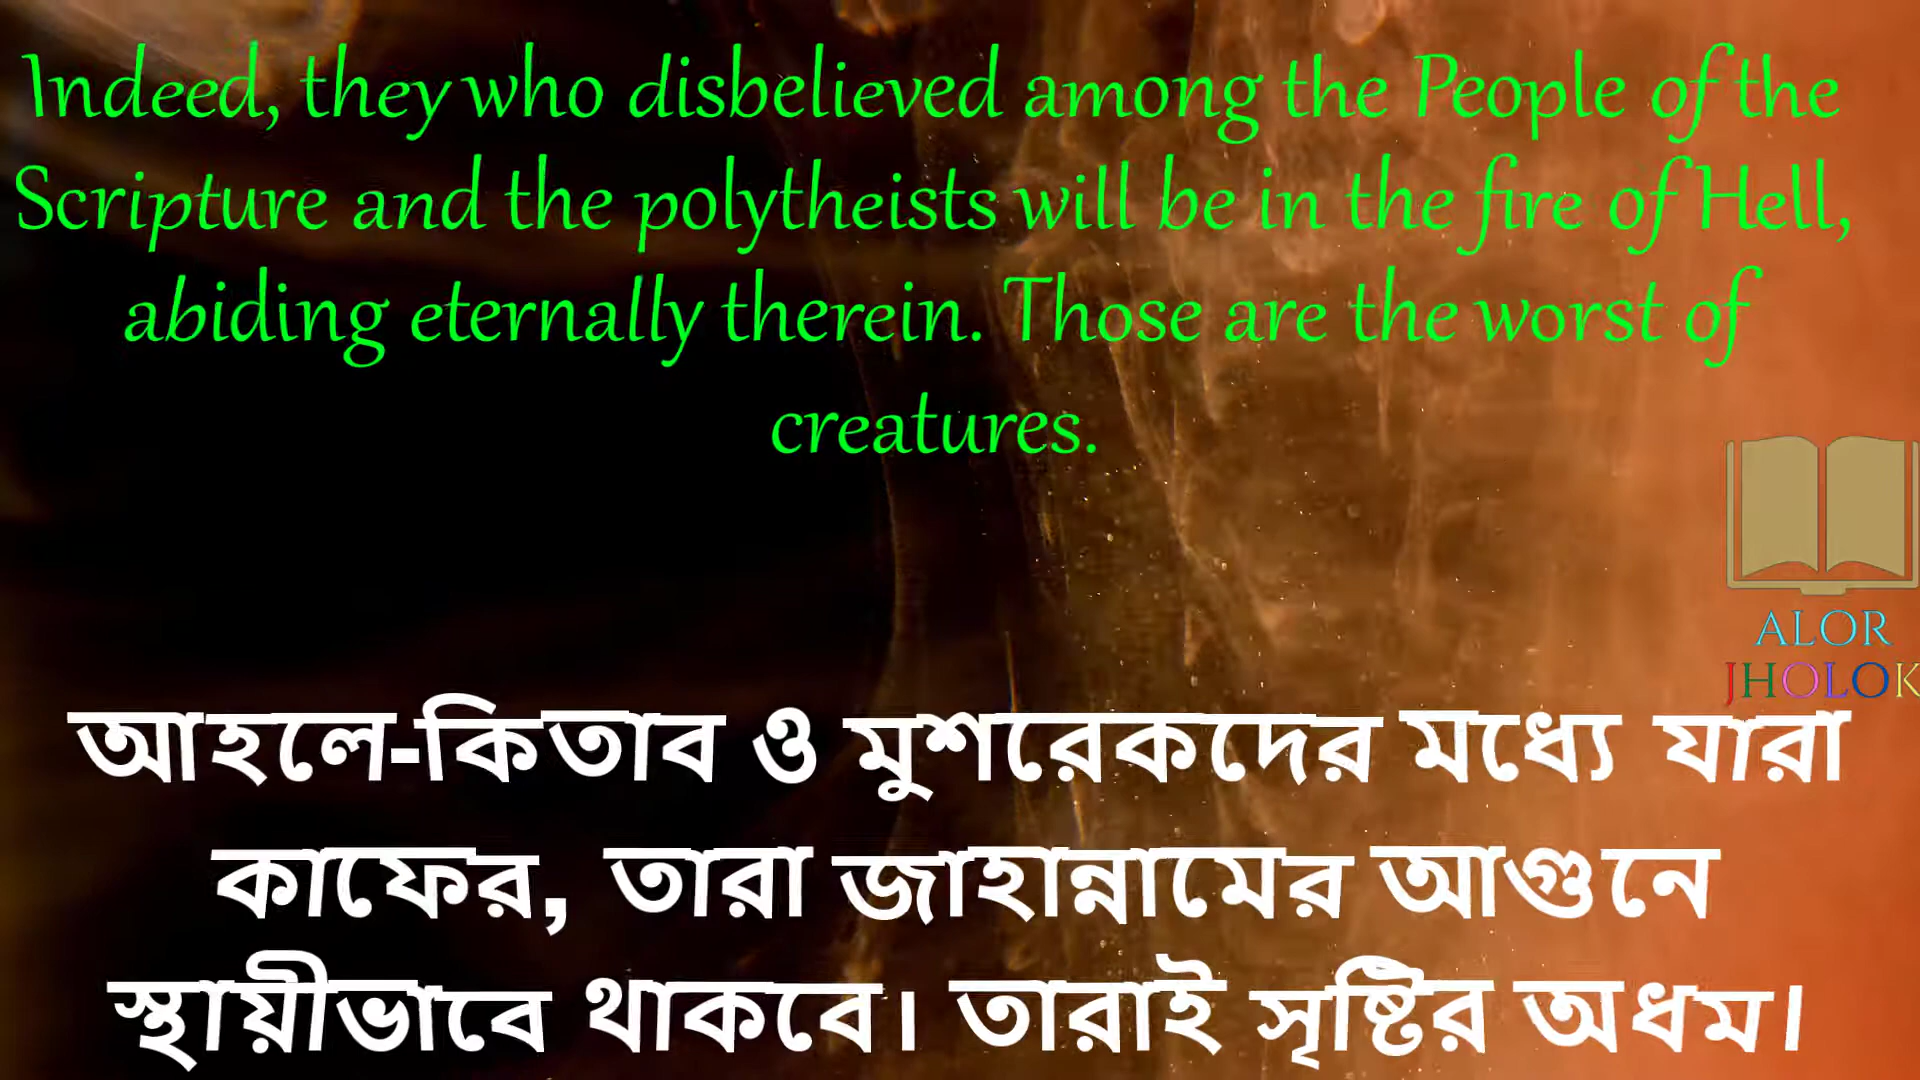 Indeed, they who disbelieved among the People of the
Scripture and the polytheists will be in the fire of Hell,
abiding eternally therein. Those are the worst of
creatures.
ALOR
JHOLOK
আহলে-কিতাব ও মুশরেকদের মধ্যে যারা
কাফের, তারা জাহান্নামের আগুনে
স্থায়ীভাবে থাকবে। তারাই সৃষ্টির অধম।